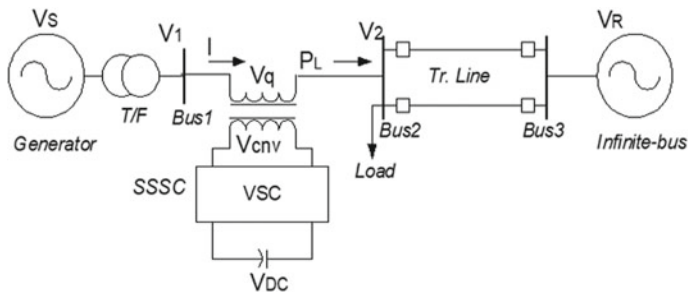 VS
V1
I
PL
V2
VR
Vq
Tr. Line
T/F
Bus1
Generator
Vcnv
Bus2
Bus3
Infinite-bus
Load
SSSC
VSC
VDC